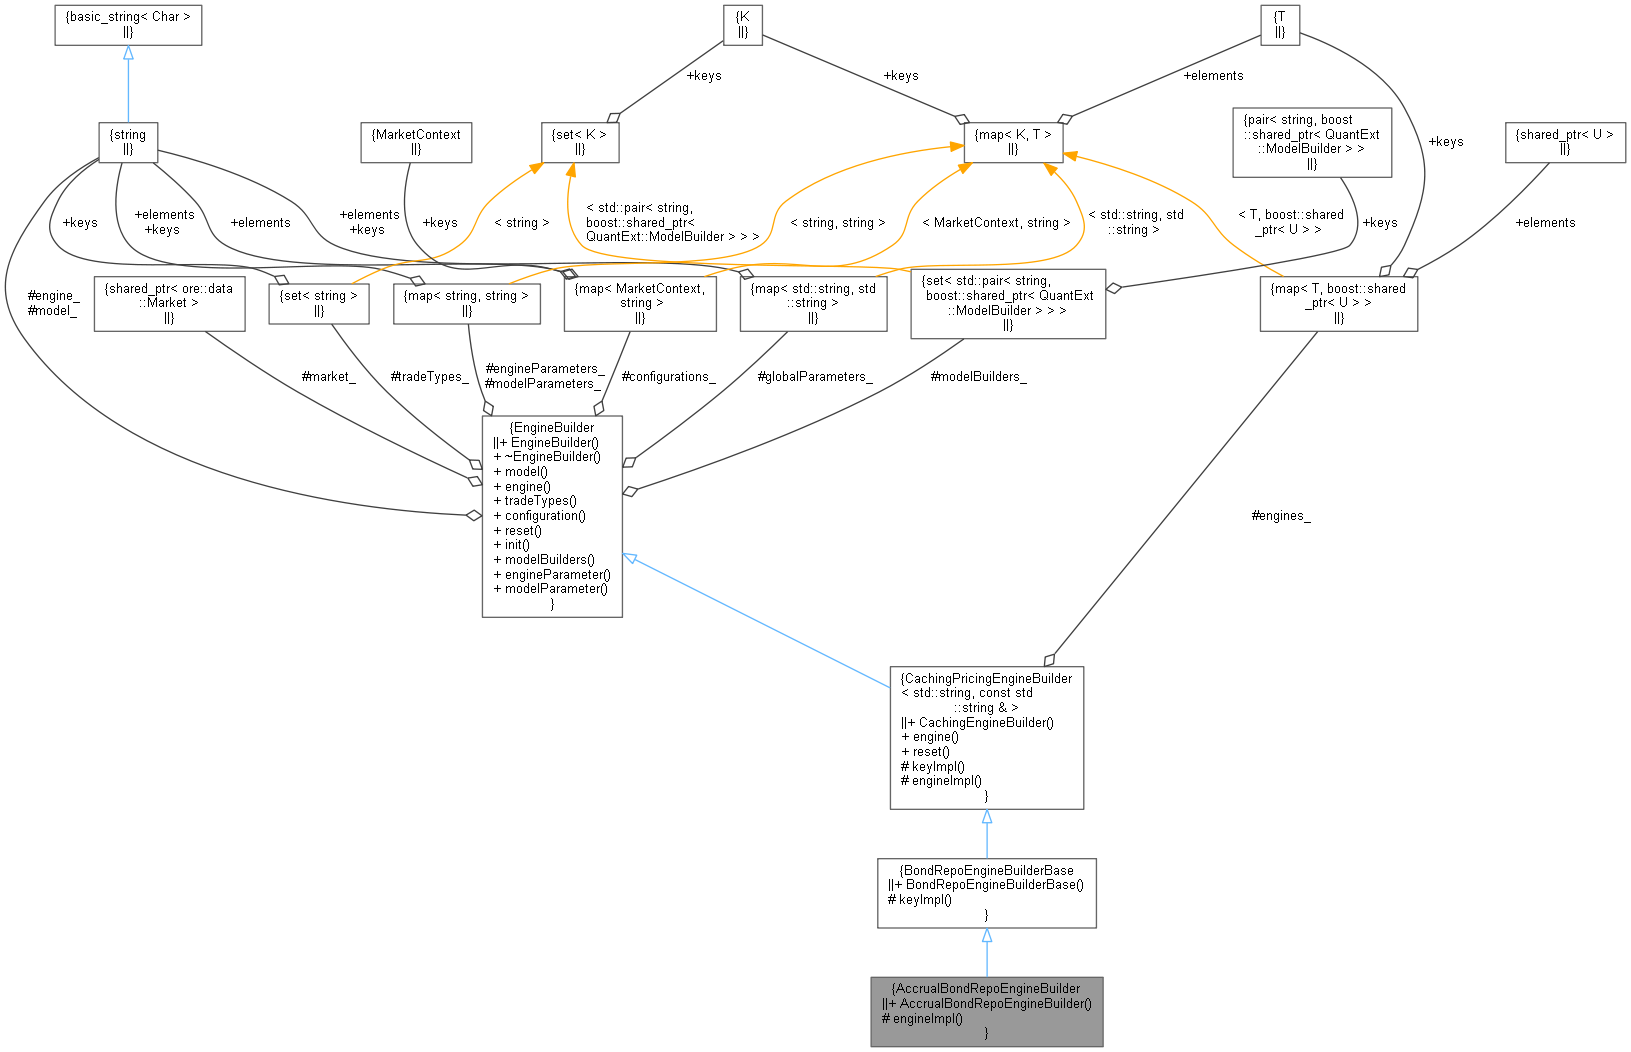 {basic_string< Char >
||}
{K
||}
{T
||}
+keys
+keys
+elements
{string
||}
{MarketContext
||}
{set< K >
||}
{map< K, T >
||}
{pair< string, boost
::shared_ptr< QuantExt
::ModelBuilder > >
||}
+keys
{shared_ptr< U >
||}
+keys
+elements
+keys
+elements
+elements
+keys
+keys
< string >
< std::pair< string,
boost::shared_ptr<
QuantExt::ModelBuilder > > >
< string, string >
< MarketContext, string >
< std::string, std
::string >
< T, boost::shared
_ptr< U > >
+keys
+elements
#engine_
#model_
{shared_ptr< ore::data
::Market >
||}
{set< string >
||}
{map< string, string >
||}
{map< MarketContext,
string >
||}
{map< std::string, std
::string >
||}
{set< std::pair< string,
boost::shared_ptr< QuantExt
::ModelBuilder > > >
||}
{map< T, boost::shared
_ptr< U > >
||}
#market_
#tradeTypes_
#engineParameters_
#modelParameters_
#configurations_
#globalParameters_
#modelBuilders_
{EngineBuilder
||+ EngineBuilder()
+ ~EngineBuilder()
+ model()
+ engine()
+ tradeTypes()
+ configuration()
+ reset()
+ init()
+ modelBuilders()
+ engineParameter()
+ modelParameter()
}
#engines_
{CachingPricingEngineBuilder
< std::string, const std
::string & >
||+ CachingEngineBuilder()
+ engine()
+ reset()
# keyImpl()
# engineImpl()
}
{BondRepoEngineBuilderBase
||+ BondRepoEngineBuilderBase()
# keyImpl()
}
{AccrualBondRepoEngineBuilder
||+ AccrualBondRepoEngineBuilder()
# engineImpl()
}